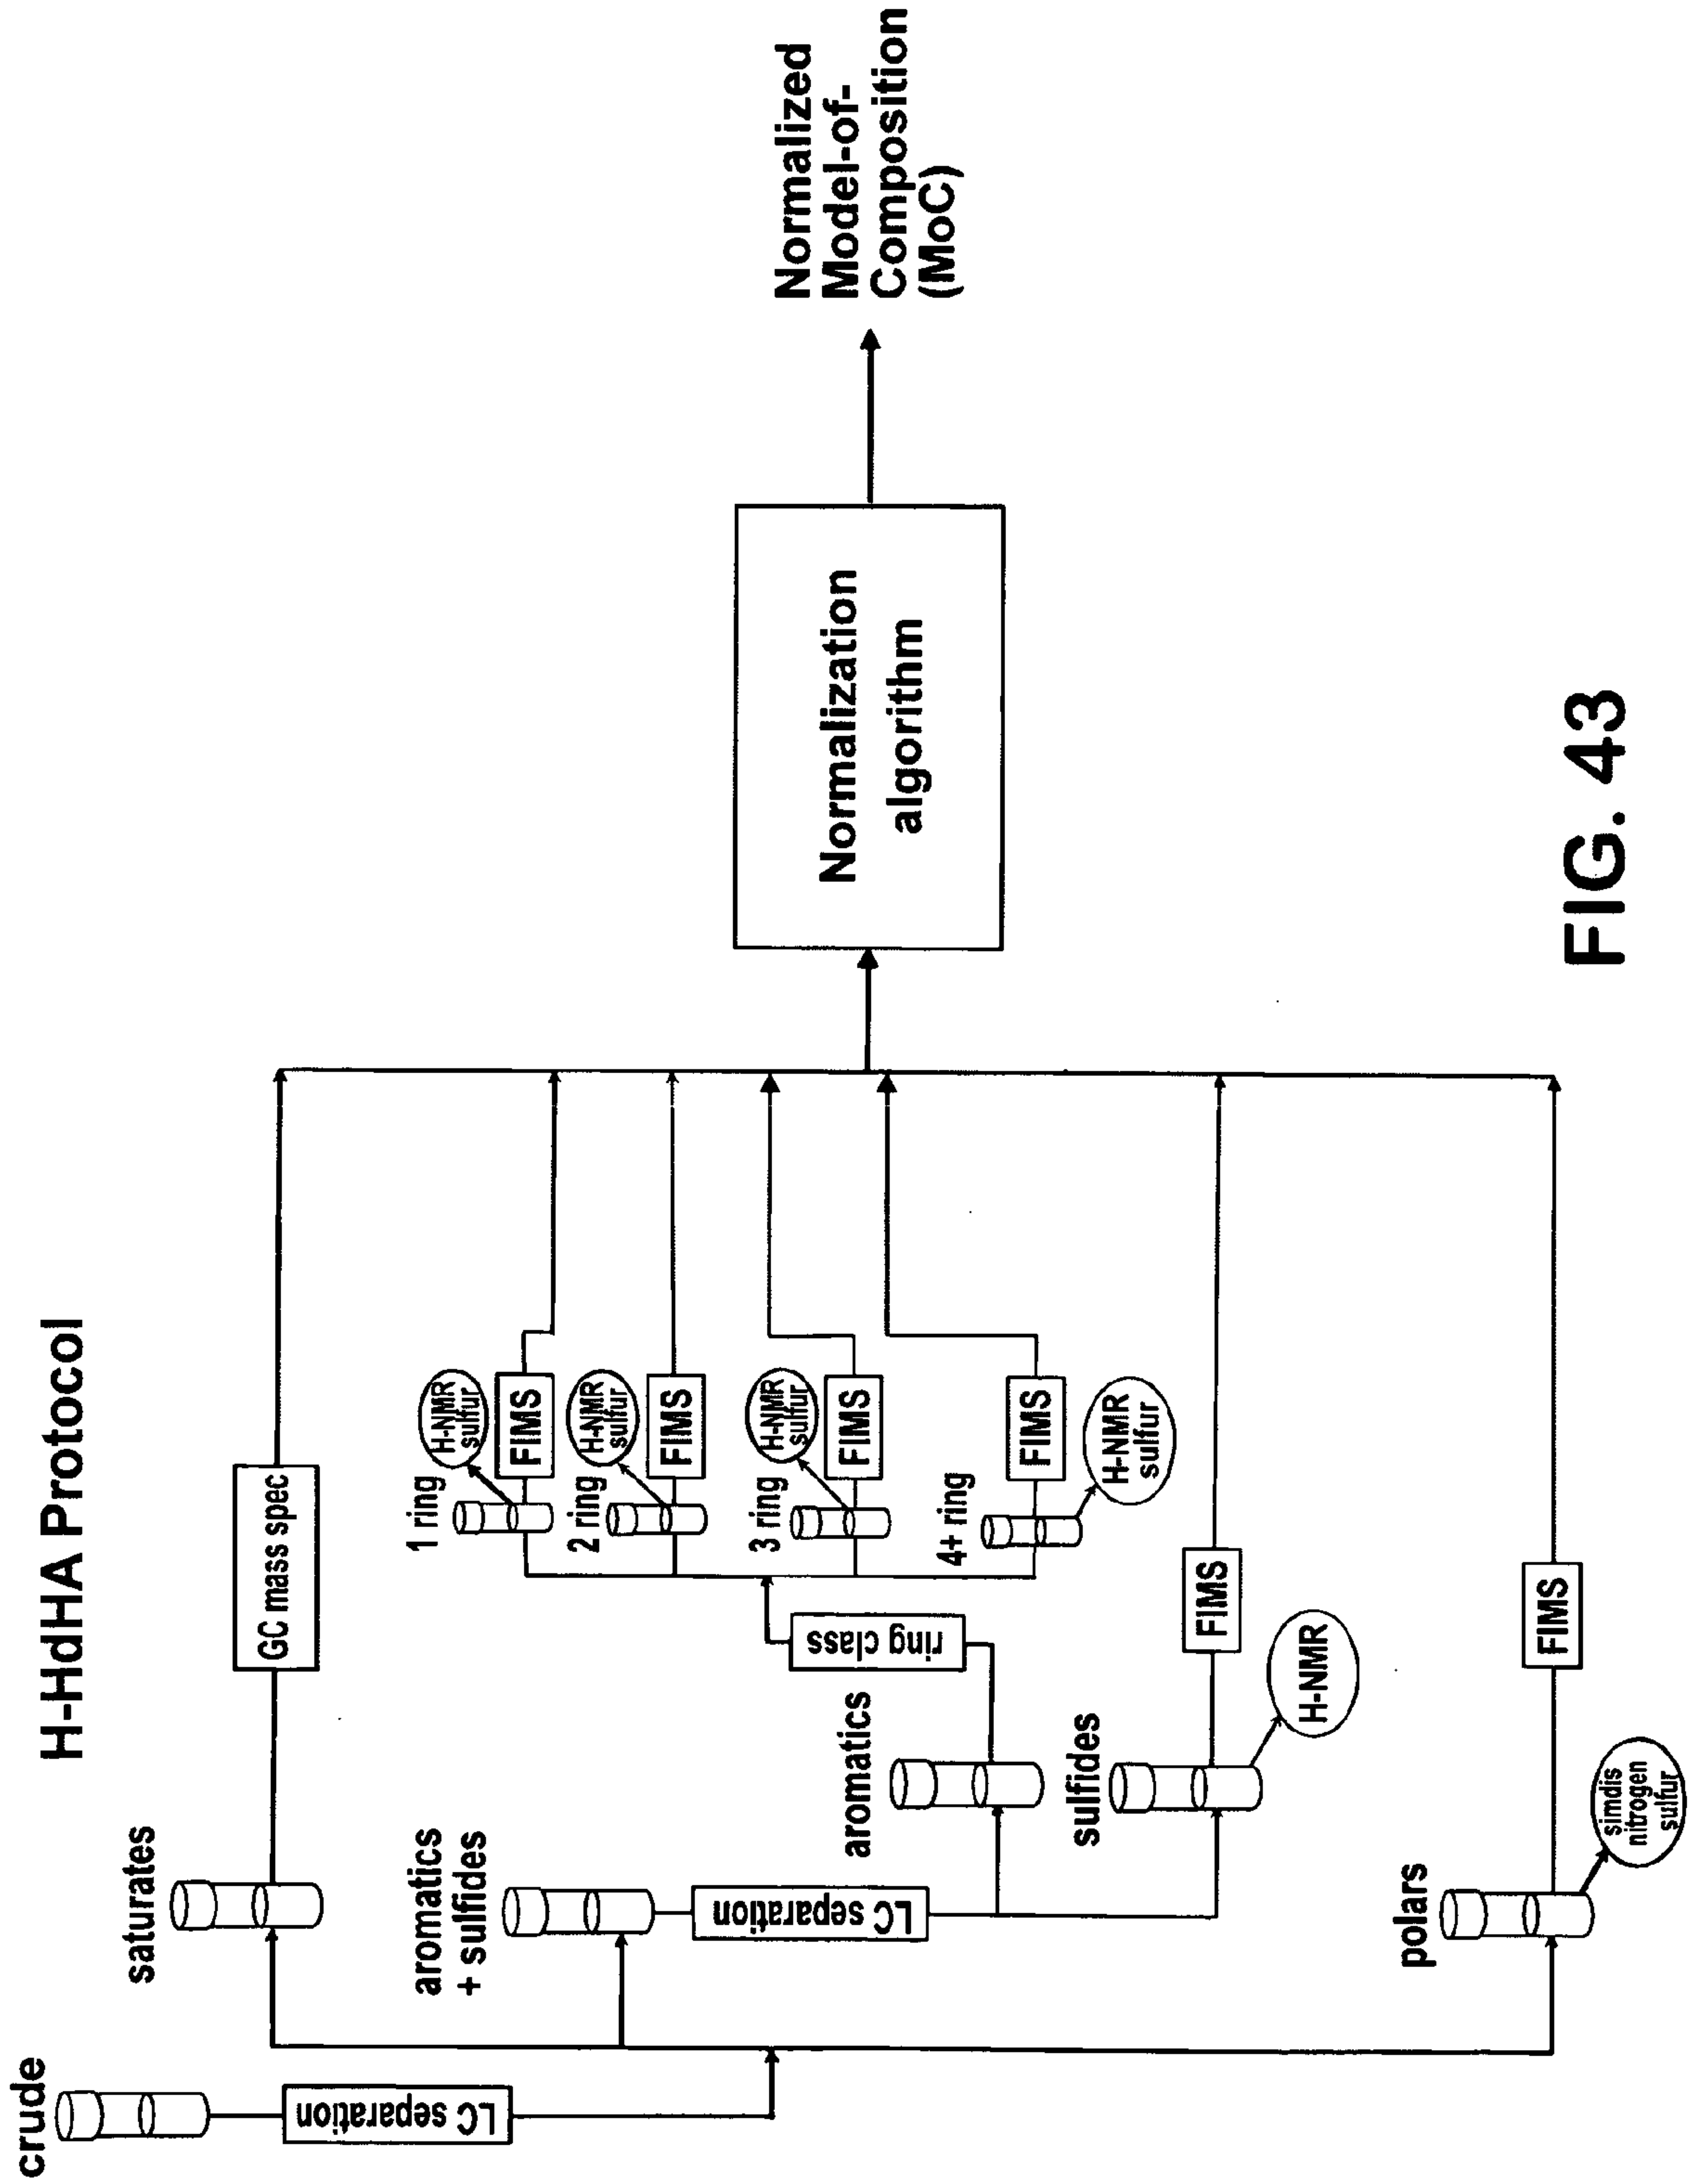 H-HdHA Protocol
crude
LC separation
saturates
GC mass spec
aromatics
+ sulfides
LC separation
aromatics
ring class
1 ring
H-NMR
sulfur
FIMS
2 ring
H-NMR
sulfur
FIMS
3 ring
H-NMR
sulfur
FIMS
4+ ring
FIMS
H-NMR
sulfur
sulfides
FIMS
H-NMR
polars
FIMS
simdis
nitrogen
sulfur
Normalization
algorithm
Normalized
Model-of-
Composition
(MoC)
FIG. 43